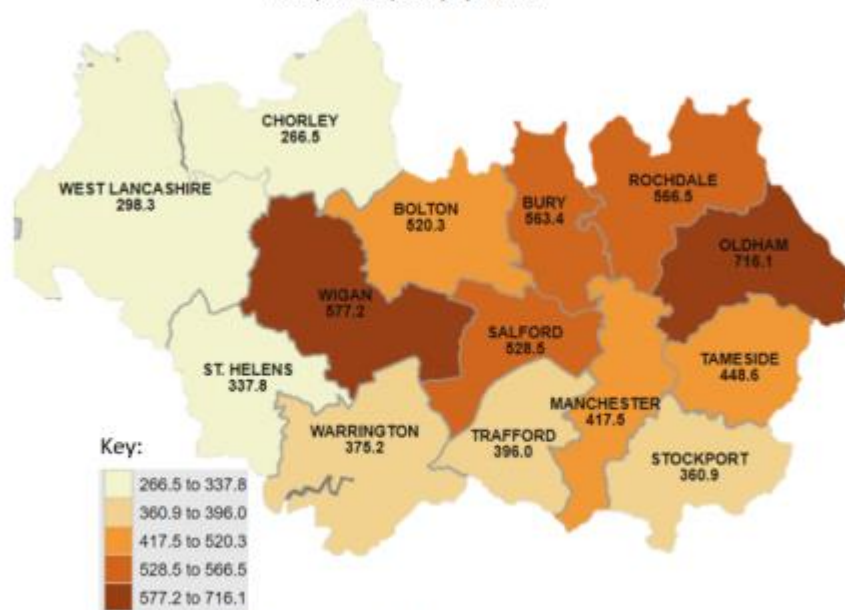 CHORLEY
266.5
WEST LANCASHIRE
298.3
BOLTON
520.3
BURY
563.4
ROCHDALE
566.5
OLDHAM
716.1
WIGAN
577.2
SALFORD
528.5
TAMESIDE
448.6
ST. HELENS
337.8
WARRINGTON
375.2
TRAFFORD
396.0
MANCHESTER
417.5
STOCKPORT
360.9
Key:
266.5 to 337.8
360.9 to 396.0
417.5 to 520.3
528.5 to 566.5
577.2 to 716.1